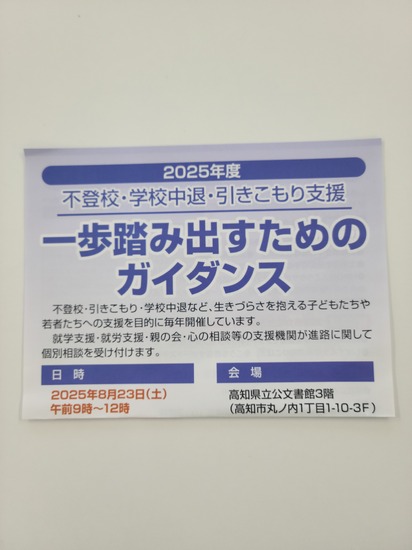 2025年度
不登校・学校中退・引きこもり支援
一歩踏み出すための
ガイダンス
不登校・引きこもり・学校中退など、生きづらさを抱える子どもたちや
若者たちへの支援を目的に毎年開催しています。
就学支援・就労支援・親の会・心の相談等の支援機関が進路に関して
個別相談を受け付けます。
日時
2025年8月23日(土)
午前9時〜12時
会場
高知県立公文書館3階
(高知市丸ノ内1丁目1-10-3F)